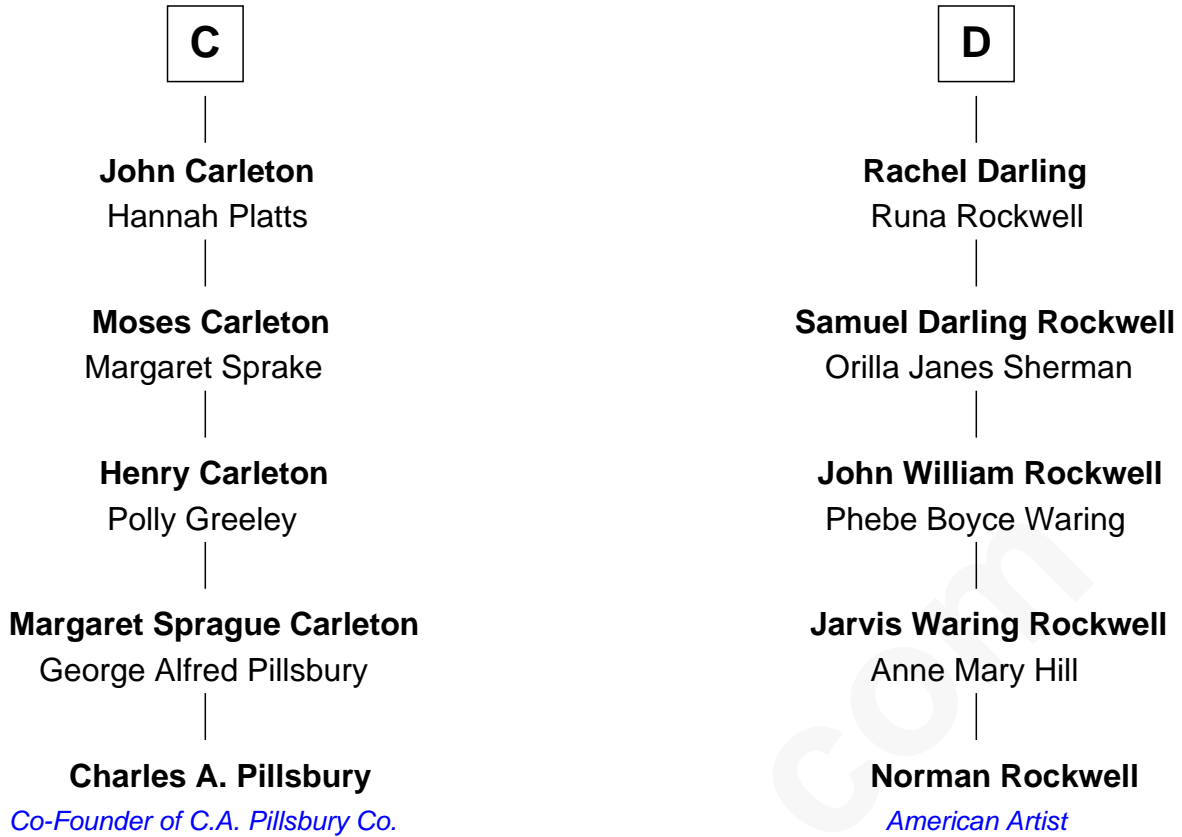 C
John Carleton
Hannah Platts
Moses Carleton
Margaret Sprake
Henry Carleton
Polly Greeley
Margaret Sprague Carleton
George Alfred Pillsbury
Charles A. Pillsbury
Co-Founder of C.A. Pillsbury Co.
D
Rachel Darling
Runa Rockwell
Samuel Darling Rockwell
Orilla Janes Sherman
John William Rockwell
Phebe Boyce Waring
Jarvis Waring Rockwell
Anne Mary Hill
Norman Rockwell
American Artist
com